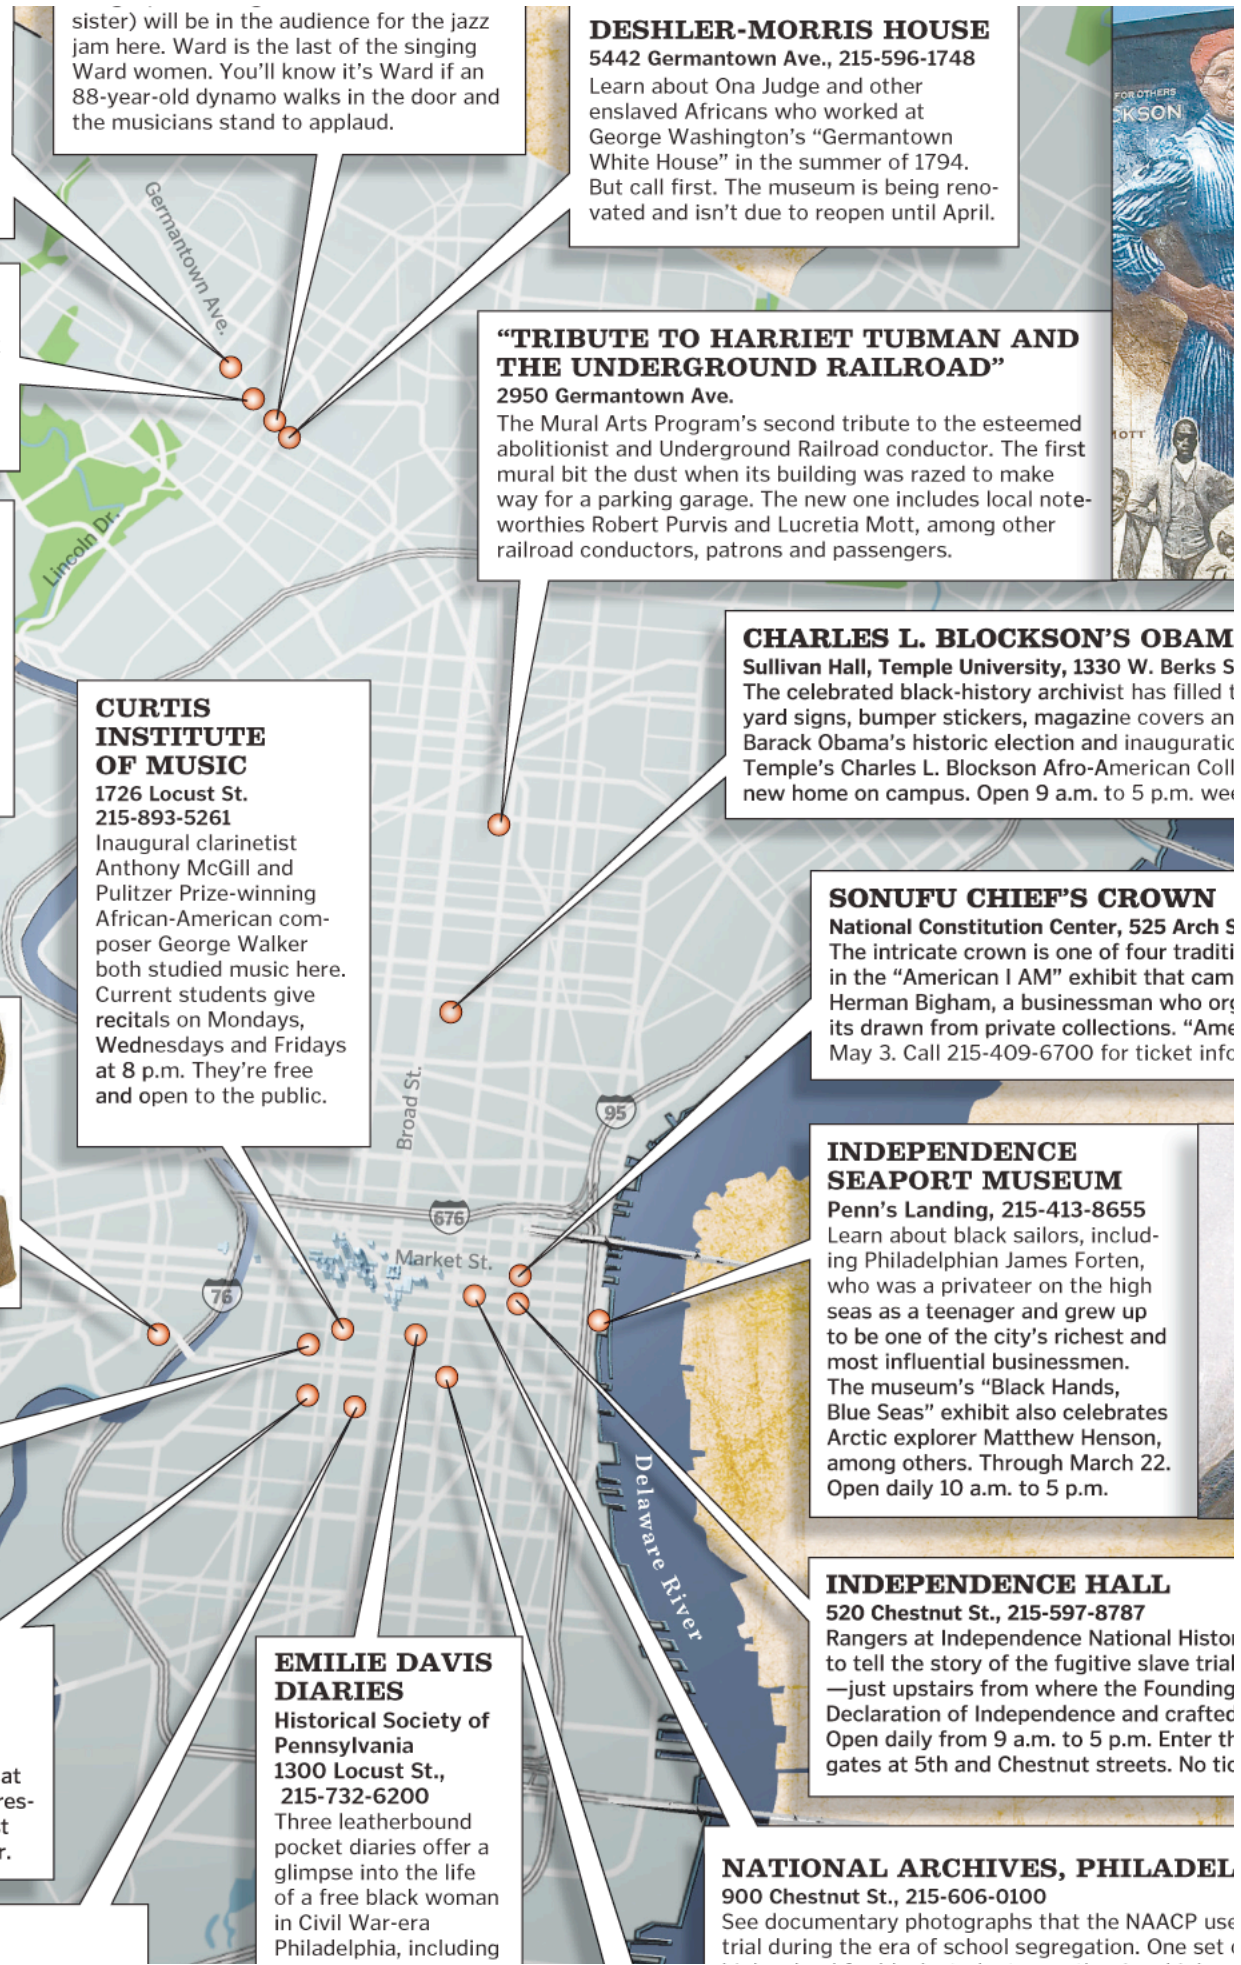 sister) will be in the audience for the jazz
jam here. Ward is the last of the singing
Ward women. You’ll know it’s Ward if an
88-year-old dynamo walks in the door and
the musicians stand to applaud.
DESHLER-MORRIS HOUSE
5442 Germantown Ave., 215-596-1748
Learn about Ona Judge and other
enslaved Africans who worked at
George Washington’s “Germantown
White House” in the summer of 1794.
But call first. The museum is being reno-
vated and isn’t due to reopen until April.
FOR OTHERS
CKSON
MOTT
Germantown Ave.
Lincoln Dr.
“TRIBUTE TO HARRIET TUBMAN AND
THE UNDERGROUND RAILROAD”
2950 Germantown Ave.
The Mural Arts Program’s second tribute to the esteemed
abolitionist and Underground Railroad conductor. The first
mural bit the dust when its building was razed to make
way for a parking garage. The new one includes local note-
worthies Robert Purvis and Lucretia Mott, among other
railroad conductors, patrons and passengers.
CHARLES L. BLOCKSON’S OBAM
Sullivan Hall, Temple University, 1330 W. Berks S
The celebrated black-history archivist has filled t
yard signs, bumper stickers, magazine covers an
Barack Obama’s historic election and inauguratio
Temple’s Charles L. Blockson Afro-American Coll
new home on campus. Open 9 a.m. to 5 p.m. wee
CURTIS
INSTITUTE
OF MUSIC
1726 Locust St.
215-893-5261
Inaugural clarinetist
Anthony McGill and
Pulitzer Prize-winning
African-American com-
poser George Walker
both studied music here.
Current students give
recitals on Mondays,
Wednesdays and Fridays
at 8 p.m. They’re free
and open to the public.
SONUFU CHIEF’S CROWN
National Constitution Center, 525 Arch S
The intricate crown is one of four traditi
in the “American I AM” exhibit that cam
Herman Bigham, a businessman who org
its drawn from private collections. “Ame
May 3. Call 215-409-6700 for ticket info
Broad St.
95
676
Market St.
76
INDEPENDENCE
SEAPORT MUSEUM
Penn’s Landing, 215-413-8655
Learn about black sailors, includ-
ing Philadelphian James Forten,
who was a privateer on the high
seas as a teenager and grew up
to be one of the city’s richest and
most influential businessmen.
The museum’s “Black Hands,
Blue Seas” exhibit also celebrates
Arctic explorer Matthew Henson,
among others. Through March 22.
Open daily 10 a.m. to 5 p.m.
Delaware River
INDEPENDENCE HALL
520 Chestnut St., 215-597-8787
Rangers at Independence National Histor
to tell the story of the fugitive slave trial
—just upstairs from where the Founding
Declaration of Independence and crafted
Open daily from 9 a.m. to 5 p.m. Enter th
gates at 5th and Chestnut streets. No tic
at
res-
t
r.
EMILIE DAVIS
DIARIES
Historical Society of
Pennsylvania
1300 Locust St.,
215-732-6200
Three leatherbound
pocket diaries offer a
glimpse into the life
of a free black woman
in Civil War-era
Philadelphia, including
NATIONAL ARCHIVES, PHILADEL
900 Chestnut St., 215-606-0100
See documentary photographs that the NAACP use
trial during the era of school segregation. One set o